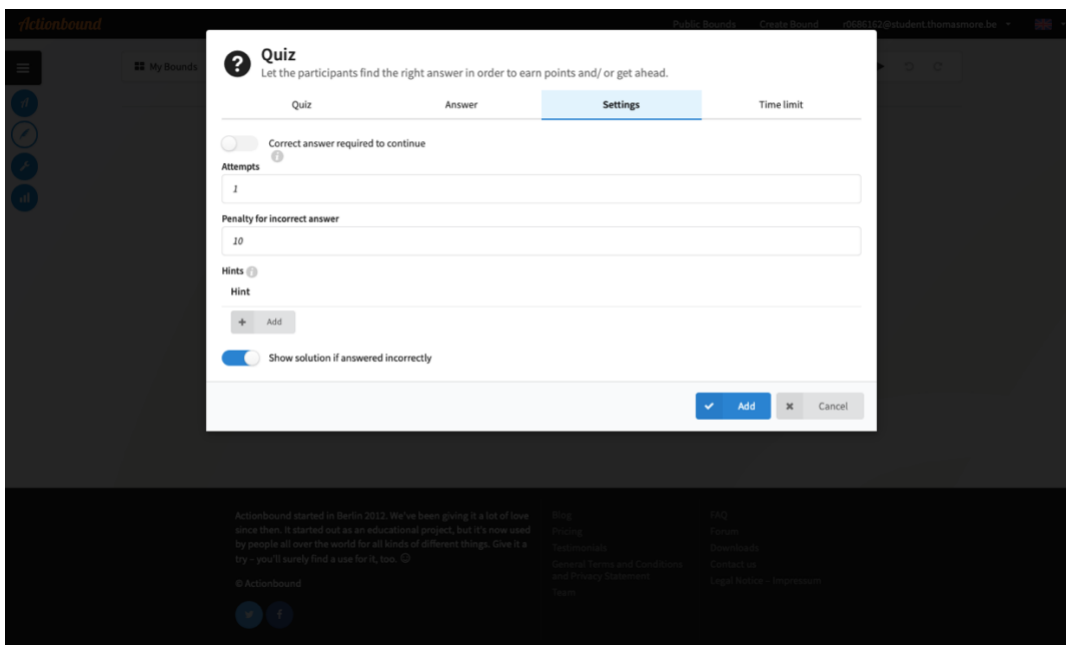 Actionbound
Public Bounds Create Bound r0686162@student.thomasmore.be
My Bounds
Quiz
Let the participants find the right answer in order to earn points and/ or get ahead.
Quiz Answer Settings Time limit
Correct answer required to continue
Attempts
1
Penalty for incorrect answer
10
Hints
Hint
+ Add
Show solution if answered incorrectly
Add Cancel
Actionbound started in Berlin 2012. We've been giving it a lot of love
since then. It started out as an educational project, but it's now used
by people all over the world for all kinds of different things. Give it a
try – you'll surely find a use for it, too.
© Actionbound
Blog
Pricing
Testimonials
General Terms and Conditions
and Privacy Statement
Team
FAQ
Forum
Downloads
Contact us
Legal Notice – Impressum